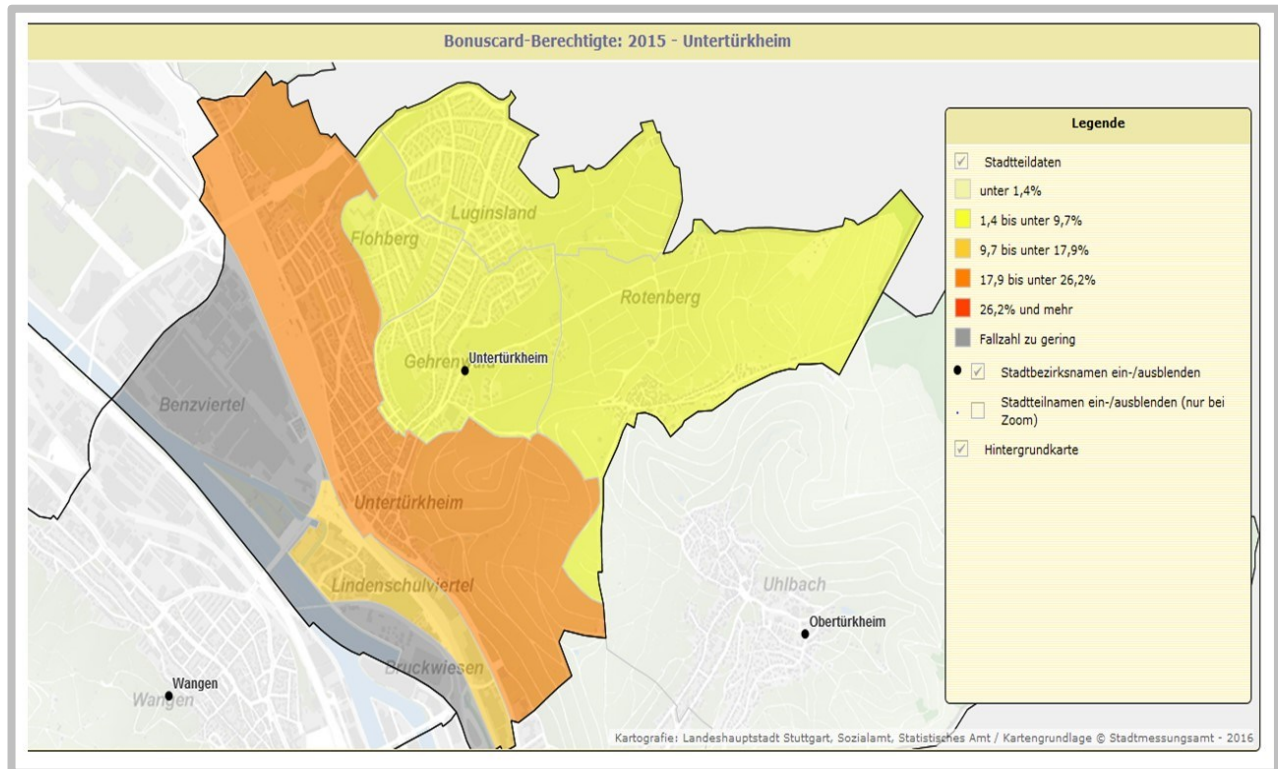 Bonuscard-Berechtigte: 2015 - Untertürkheim
Legende
Stadtteildaten
unter 1,4%
1,4 bis unter 9,7%
9,7 bis unter 17,9%
17,9 bis unter 26,2%
26,2% und mehr
Fallzahl zu gering
Stadtbezirksnamen ein-/ausblenden
Stadtteilnamen ein-/ausblenden (nur bei
Zoom)
Hintergrundkarte
Luginsland
Flohberg
Rotenberg
Gehrenwald
Untertürkheim
Benzviertel
Untertürkheim
Lindenschulviertel
Uhlbach
Obertürkheim
Bruckwiesen
Wangen
Wangen
Kartografie: Landeshauptstadt Stuttgart, Sozialamt, Statistisches Amt / Kartengrundlage © Stadtmessungsamt - 2016